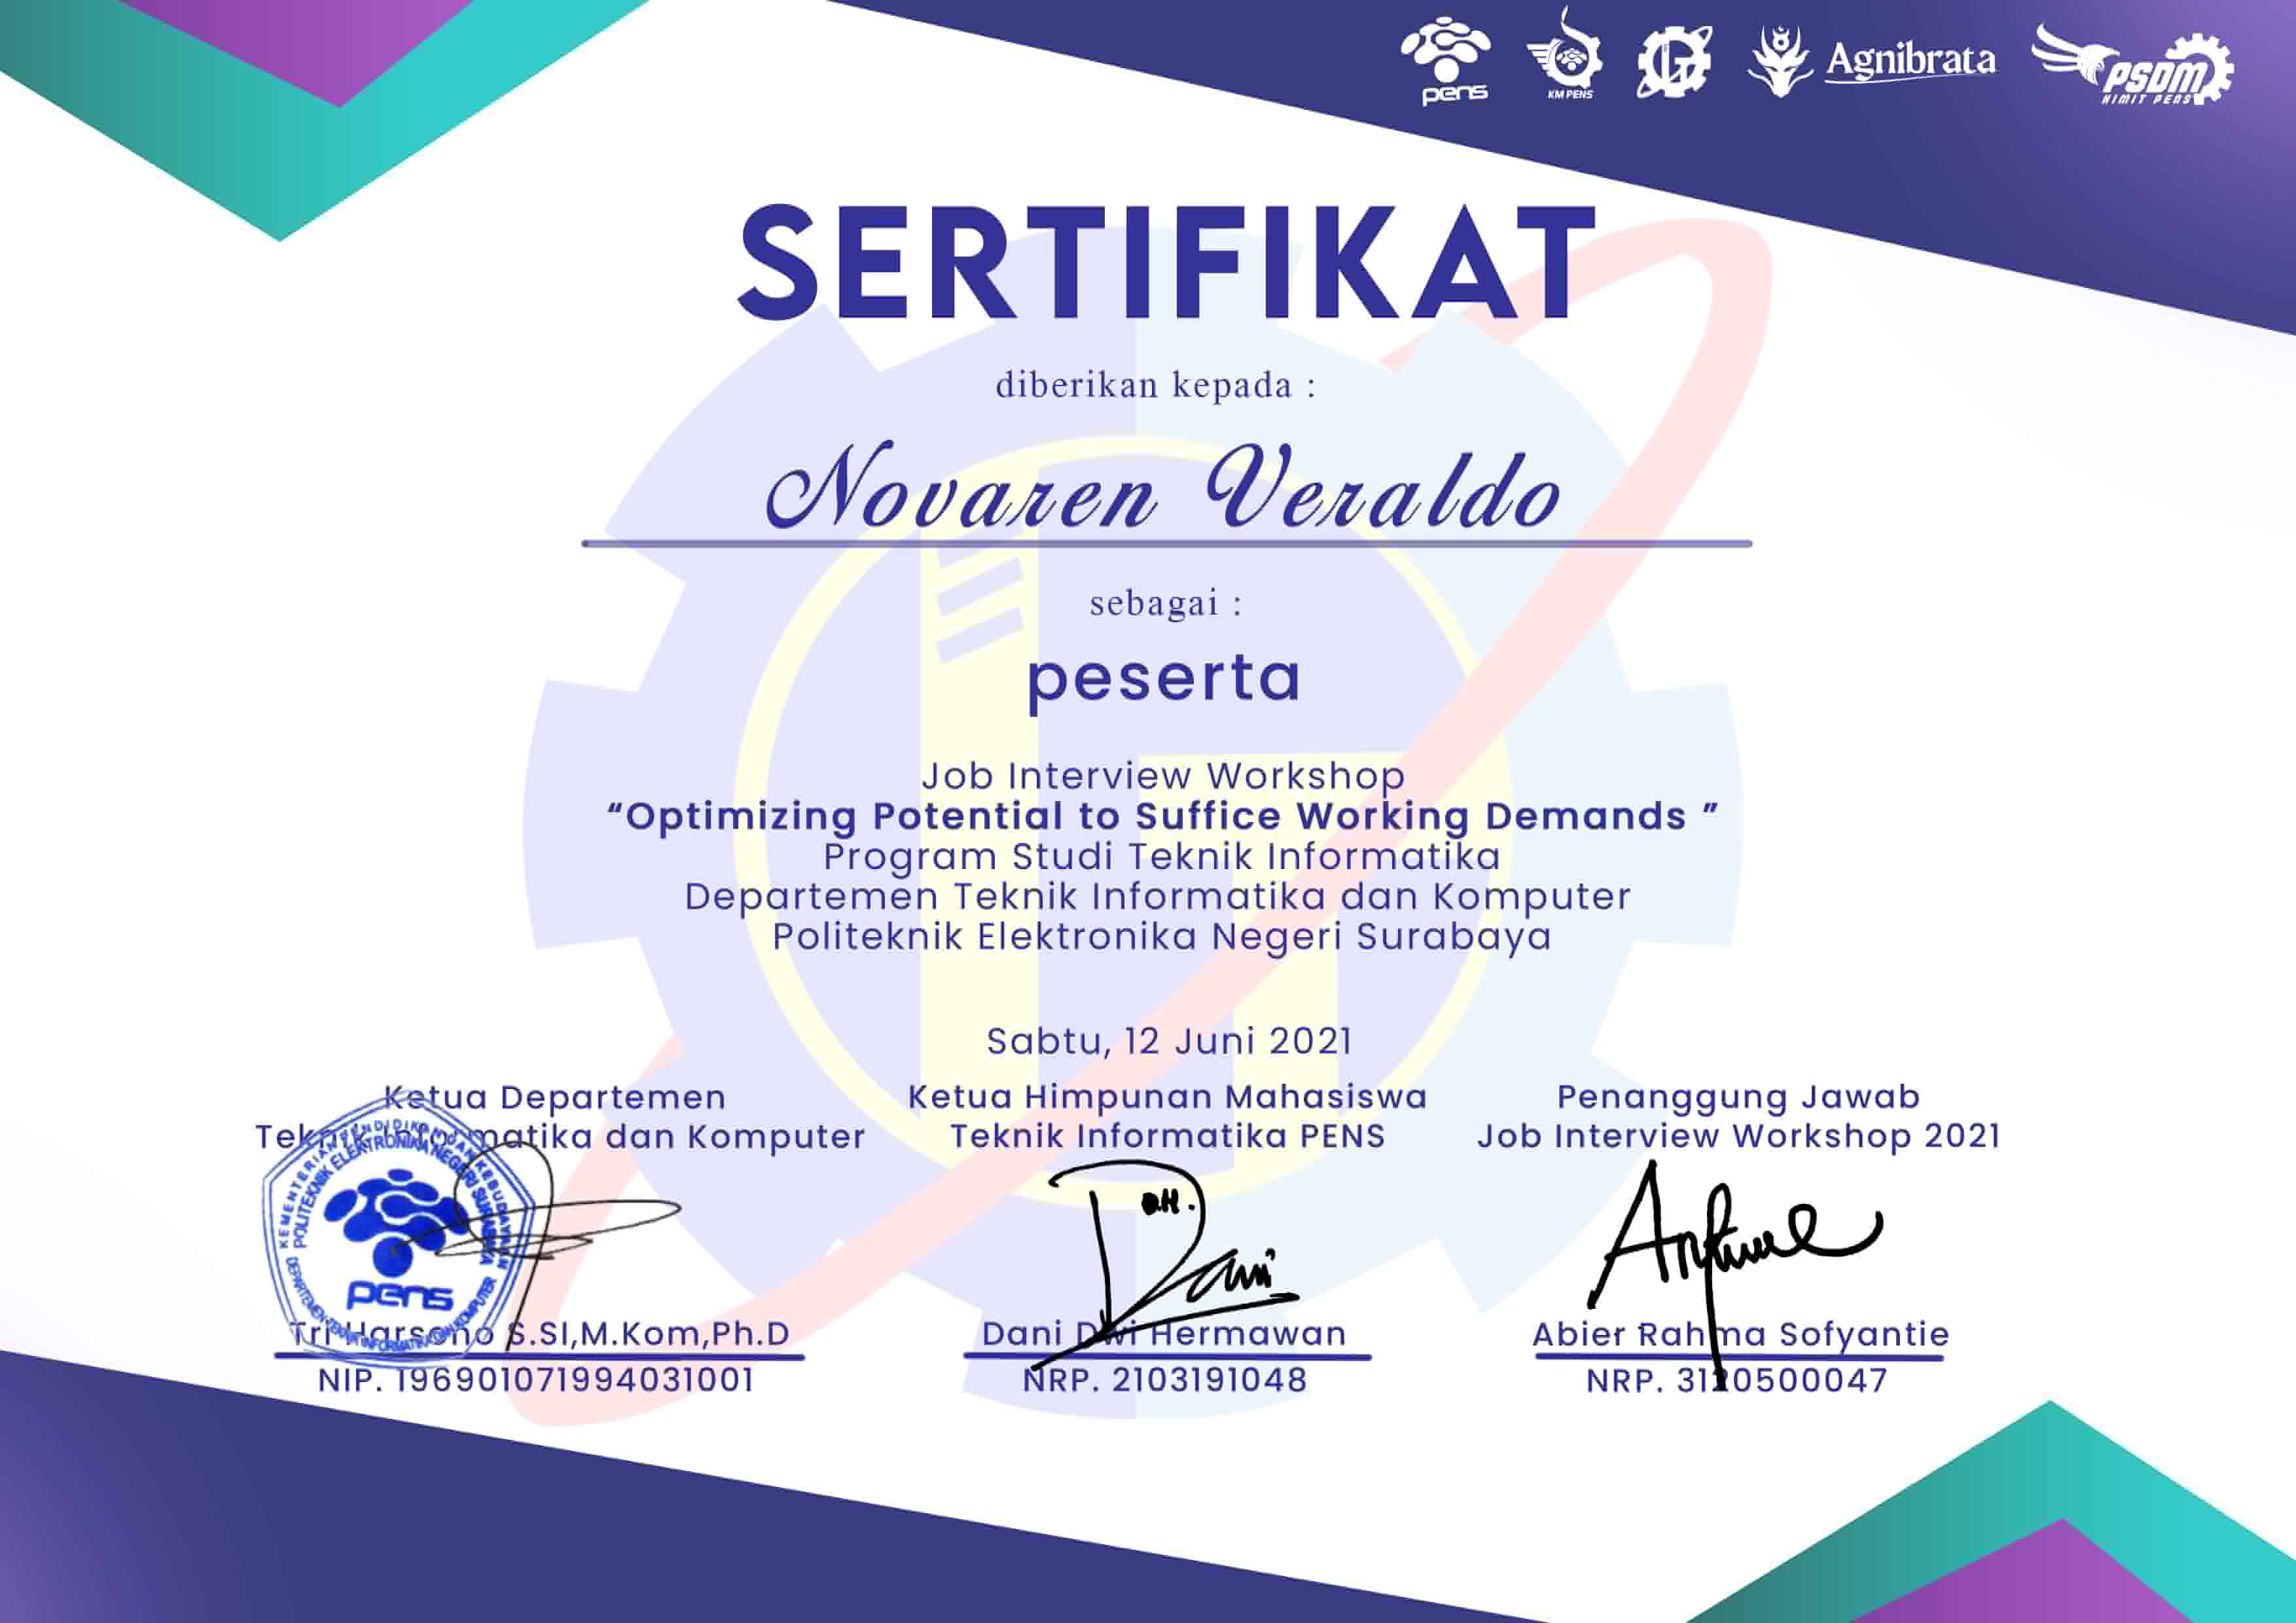 pens
KM PENS
Agnibrata
PSDM
HIMIT PENS
SERTIFIKAT
diberikan kepada :
Novaren Veraldo
sebagai :
peserta
Job Interview Workshop
“Optimizing Potential to Suffice Working Demands ”
Program Studi Teknik Informatika
Departemen Teknik Informatika dan Komputer
Politeknik Elektronika Negeri Surabaya
Sabtu, 12 Juni 2021
Ketua Departemen
Teknik Informatika dan Komputer
KEMENTERIAN PENDIDIKAN DAN KEBUDAYAAN
POLITEKNIK ELEKTRONIKA NEGERI SURABAYA
pens
DEPARTEMEN TEKNIK INFORMATIKA DAN KOMPUTER
Tri Harsono S.SI,M.Kom,Ph.D
NIP. 196901071994031001
Ketua Himpunan Mahasiswa
Teknik Informatika PENS
Dani
Dani Dwi Hermawan
NRP. 2103191048
Penanggung Jawab
Job Interview Workshop 2021
Abier Rahma Sofyantie
NRP. 3120500047